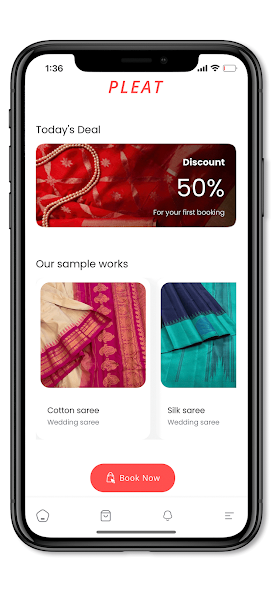 1:36
PLEAT
Today's Deal
Discount
50%
For your first booking
Our sample works
Cotton saree
Wedding saree
Silk saree
Wedding saree
Book Now